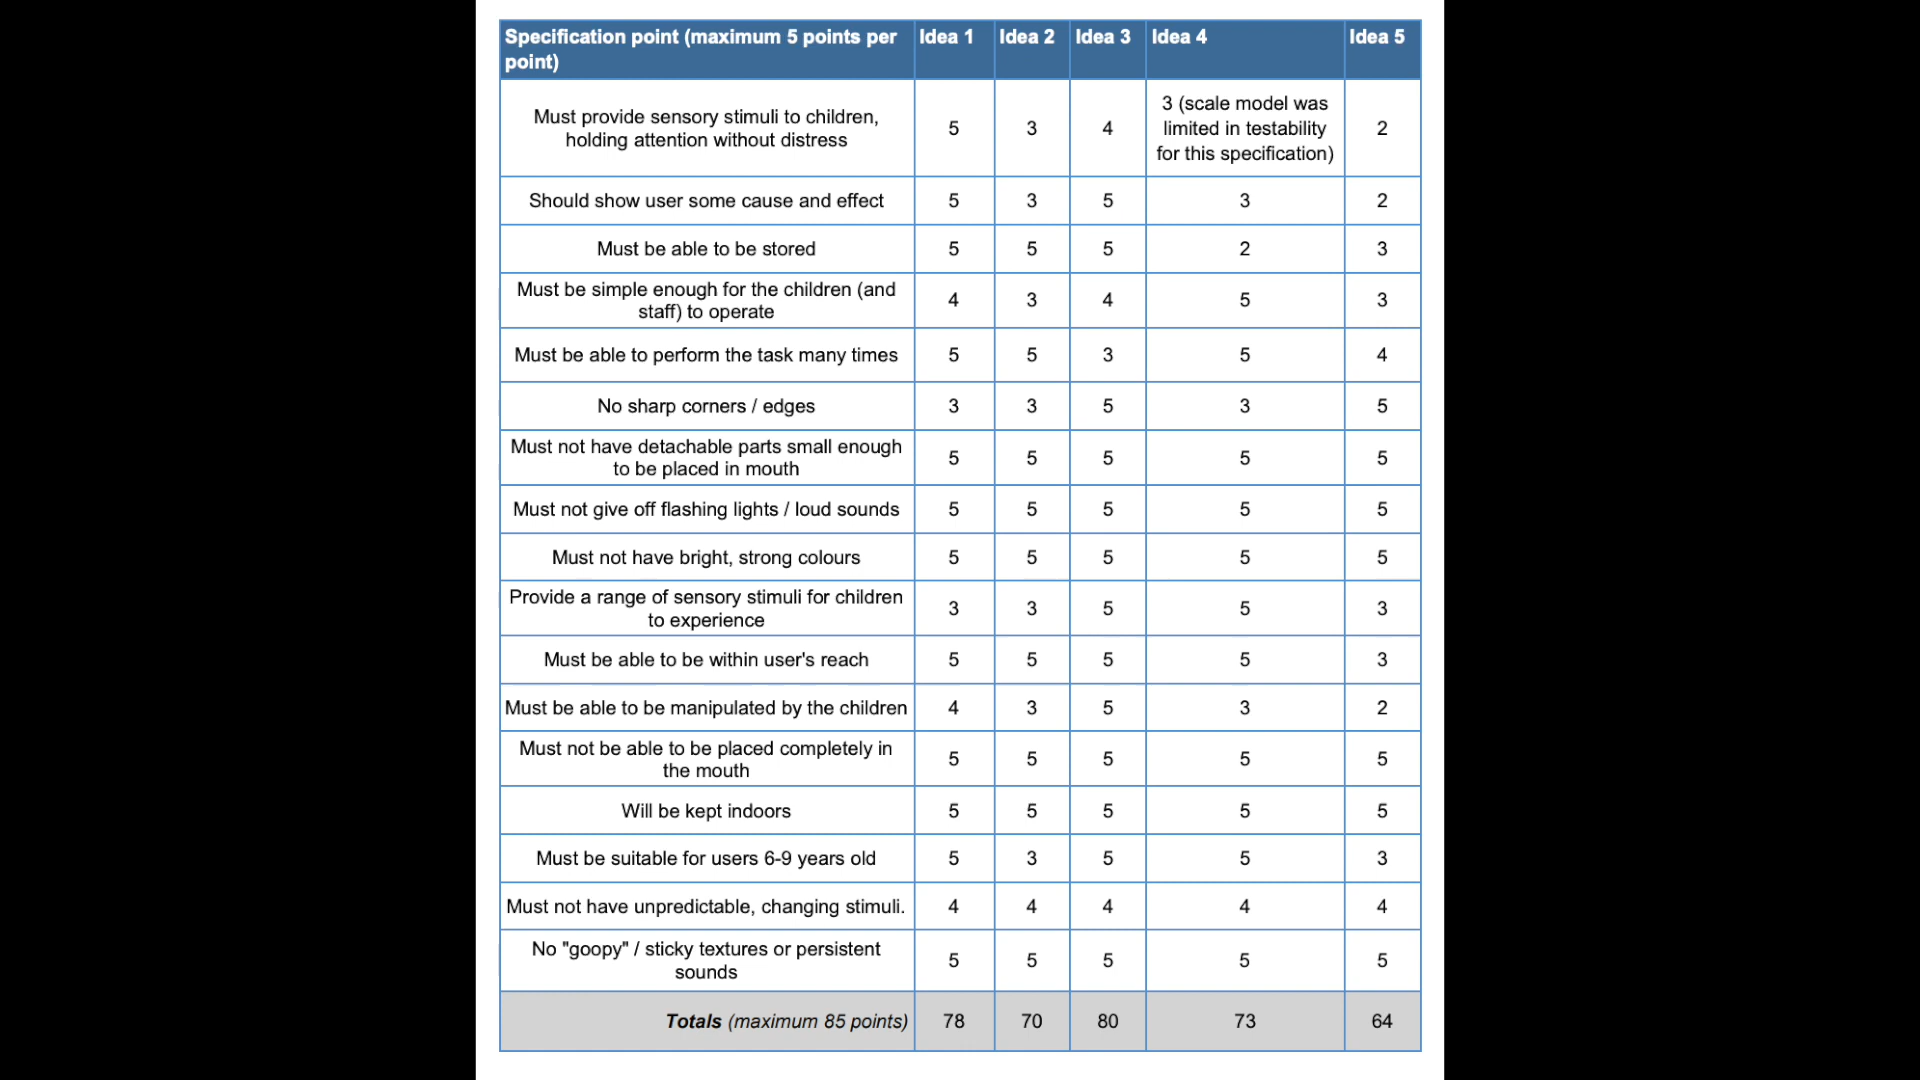 Specification point (maximum 5 points per point) Idea 1 Idea 2 Idea 3 Idea 4 Idea 5
Must provide sensory stimuli to children, holding attention without distress 5 3 4 3 (scale model was limited in testability for this specification) 2
Should show user some cause and effect 5 3 5 3 2
Must be able to be stored 5 5 5 2 3
Must be simple enough for the children (and staff) to operate 4 3 4 5 3
Must be able to perform the task many times 5 5 3 5 4
No sharp corners / edges 3 3 5 3 5
Must not have detachable parts small enough to be placed in mouth 5 5 5 5 5
Must not give off flashing lights / loud sounds 5 5 5 5 5
Must not have bright, strong colours 5 5 5 5 5
Provide a range of sensory stimuli for children to experience 3 3 5 5 3
Must be able to be within user's reach 5 5 5 5 3
Must be able to be manipulated by the children 4 3 5 3 2
Must not be able to be placed completely in the mouth 5 5 5 5 5
Will be kept indoors 5 5 5 5 5
Must be suitable for users 6-9 years old 5 3 5 5 3
Must not have unpredictable, changing stimuli. 4 4 4 4 4
No "goopy" / sticky textures or persistent sounds 5 5 5 5 5
Totals (maximum 85 points) 78 70 80 73 64